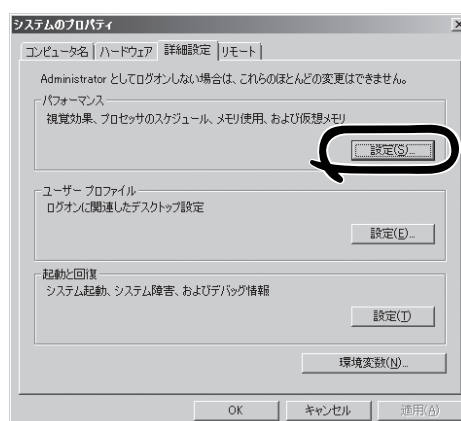 システムのプロパティ
コンピュータ名 ハードウェア 詳細設定 リモート
Administrator としてログオンしない場合は、これらのほとんどの変更はできません。
パフォーマンス
視覚効果、プロセッサのスケジュール、メモリ使用、および仮想メモリ
設定(S)...
ユーザー プロファイル
ログオンに関連したデスクトップ設定
設定(E)...
起動と回復
システム起動、システム障害、およびデバッグ情報
設定(T)
環境変数(N)...
OK キャンセル 適用(A)